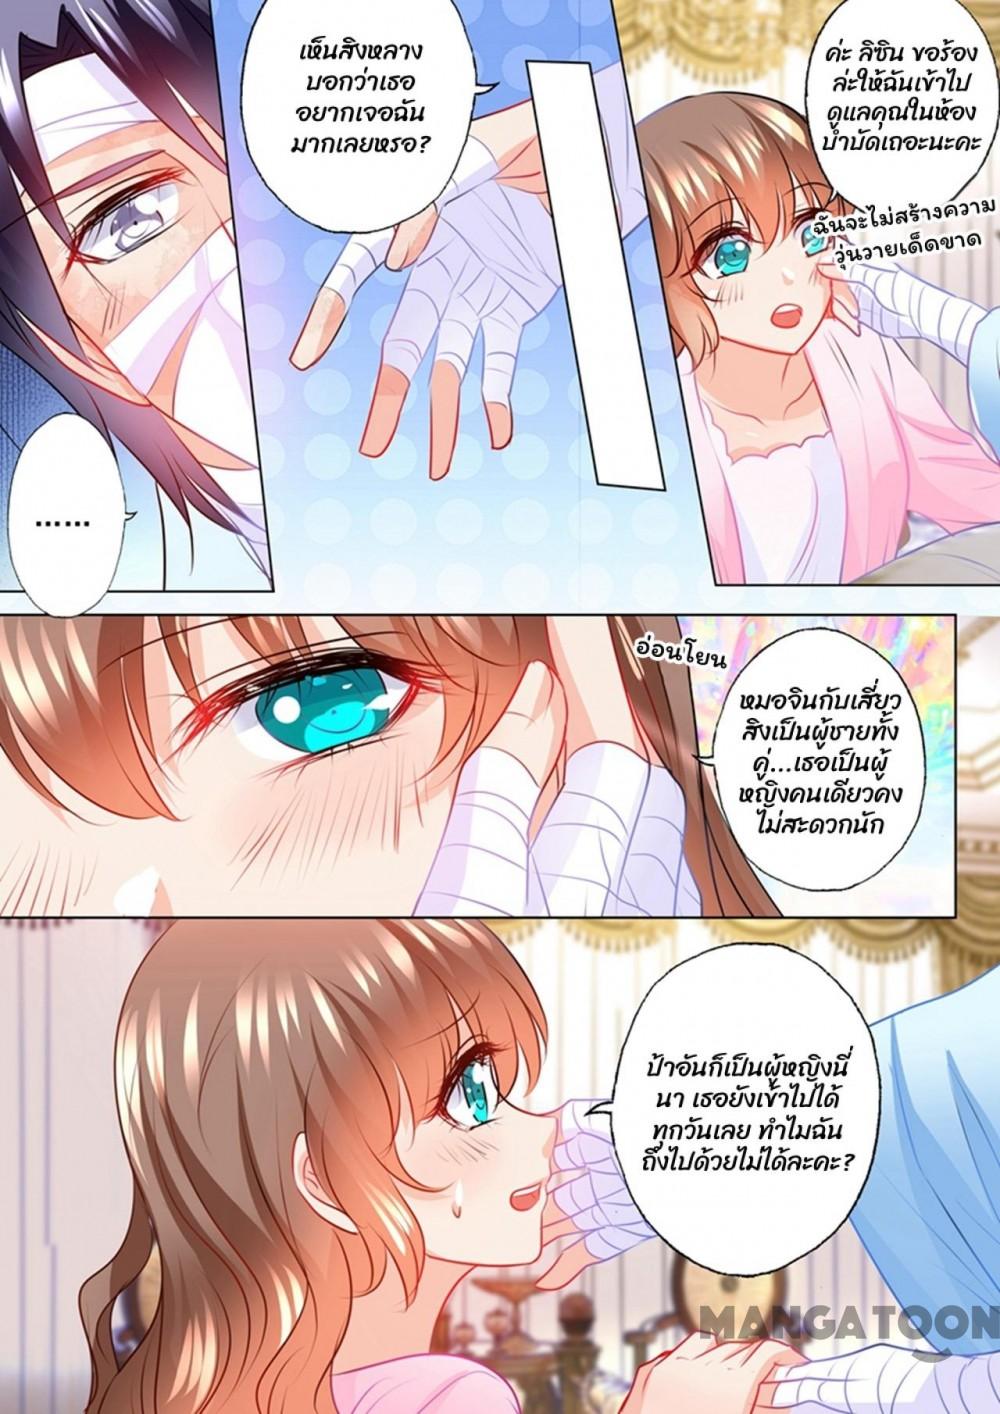 เห็นสิงหลาง
บอกว่าเธอ
อยากเจอฉัน
มากเลยหรอ?
ค่ะ ลิซิน ขอร้อง
ล่ะให้ฉันเข้าไป
ดูแลคุณในห้อง
บำบัดเถอะนะคะ
ฉันจะไม่สร้างความ
วุ่นวายเด็ดขาด
......
อ่อนโยน
หมอจินกับเสี่ยว
สิงเป็นผู้ชายทั้ง
คู่...เธอเป็นผู้
หญิงคนเดียวคง
ไม่สะดวกนัก
ป้าอันก็เป็นผู้หญิงนี่
นา เธอยังเข้าไปได้
ทุกวันเลย ทำไมฉัน
ถึงไปด้วยไม่ได้ละคะ?
MANGATOON